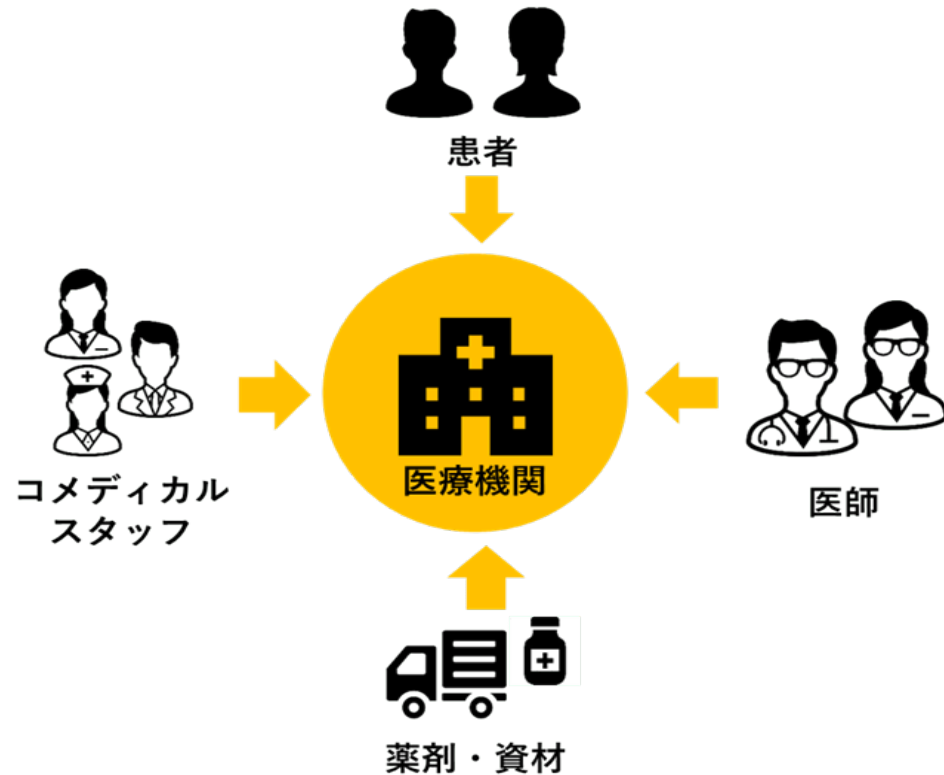 患者
コメディカル
スタッフ
医療機関
医師
薬剤・資材